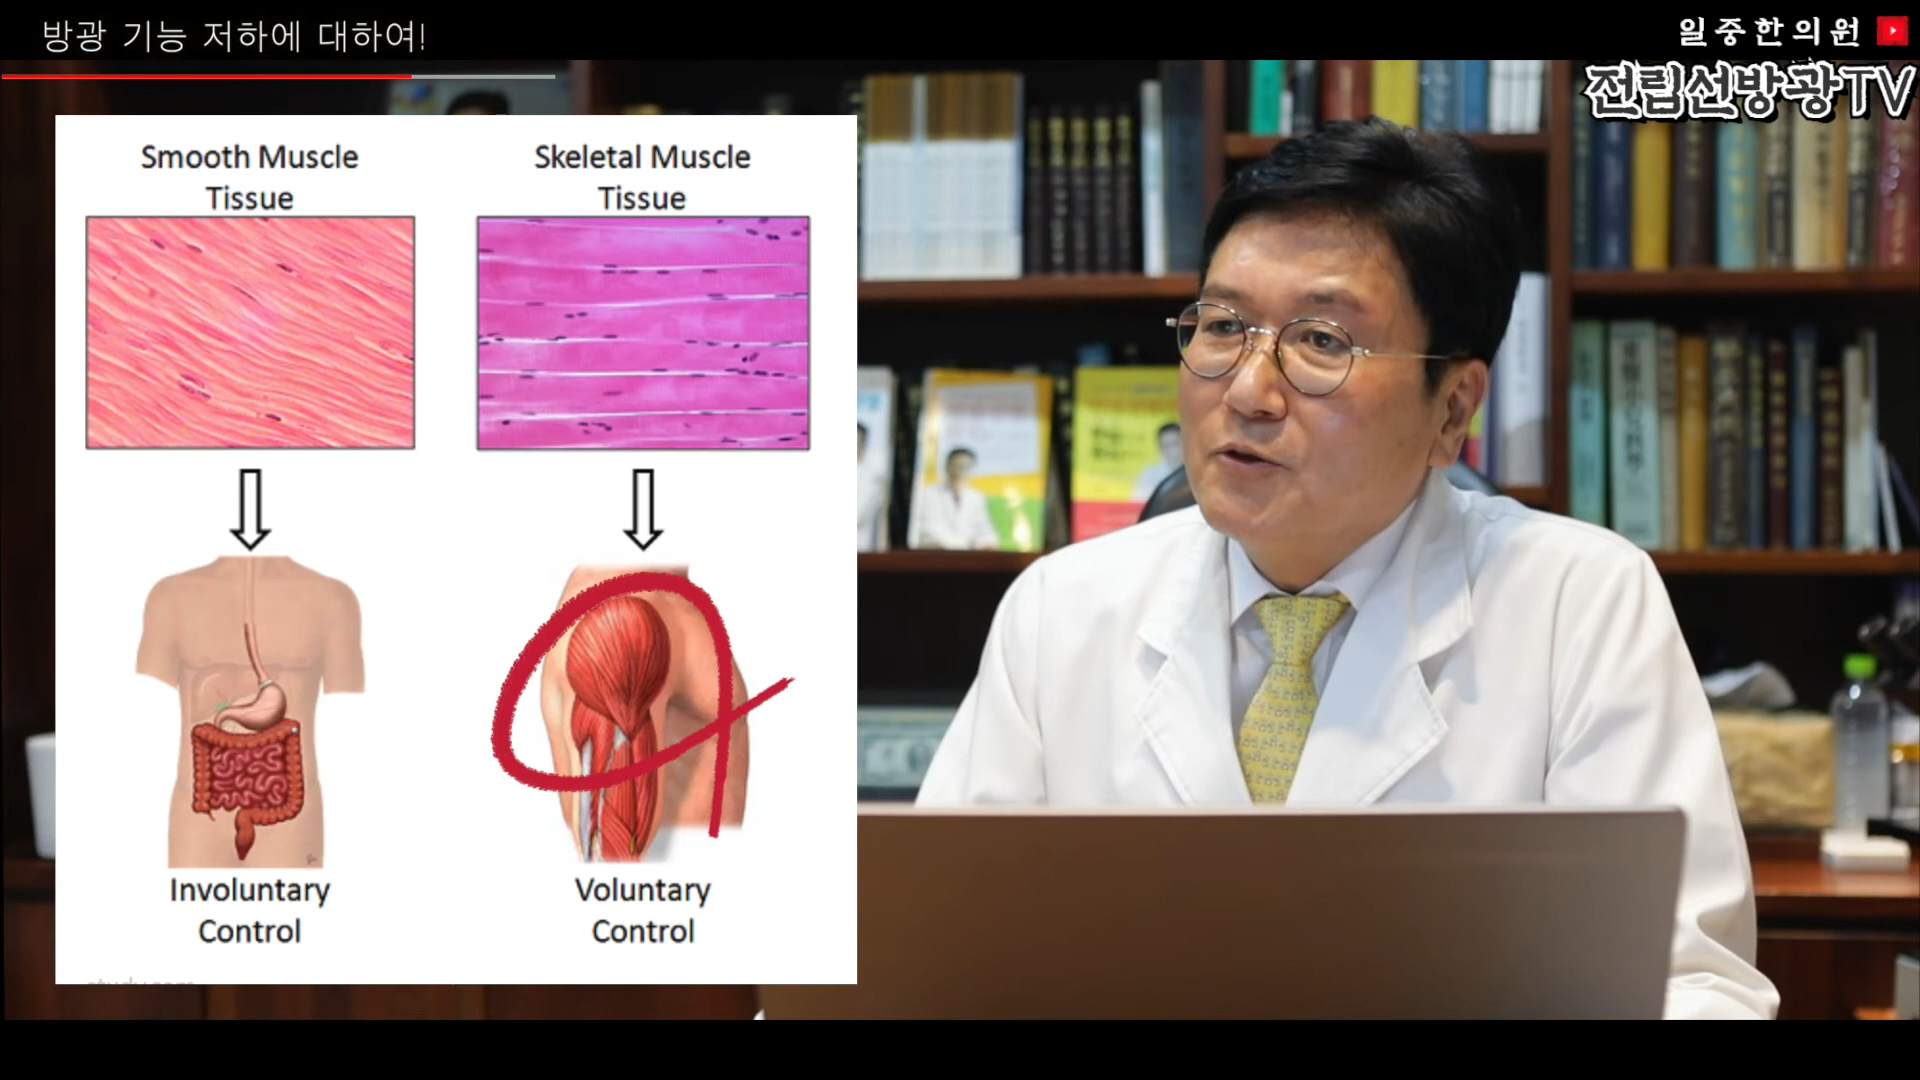 방광 기능 저하에 대하여!
일중한의원
전립선방광TV
Smooth Muscle
Tissue
Skeletal Muscle
Tissue
Involuntary
Control
Voluntary
Control